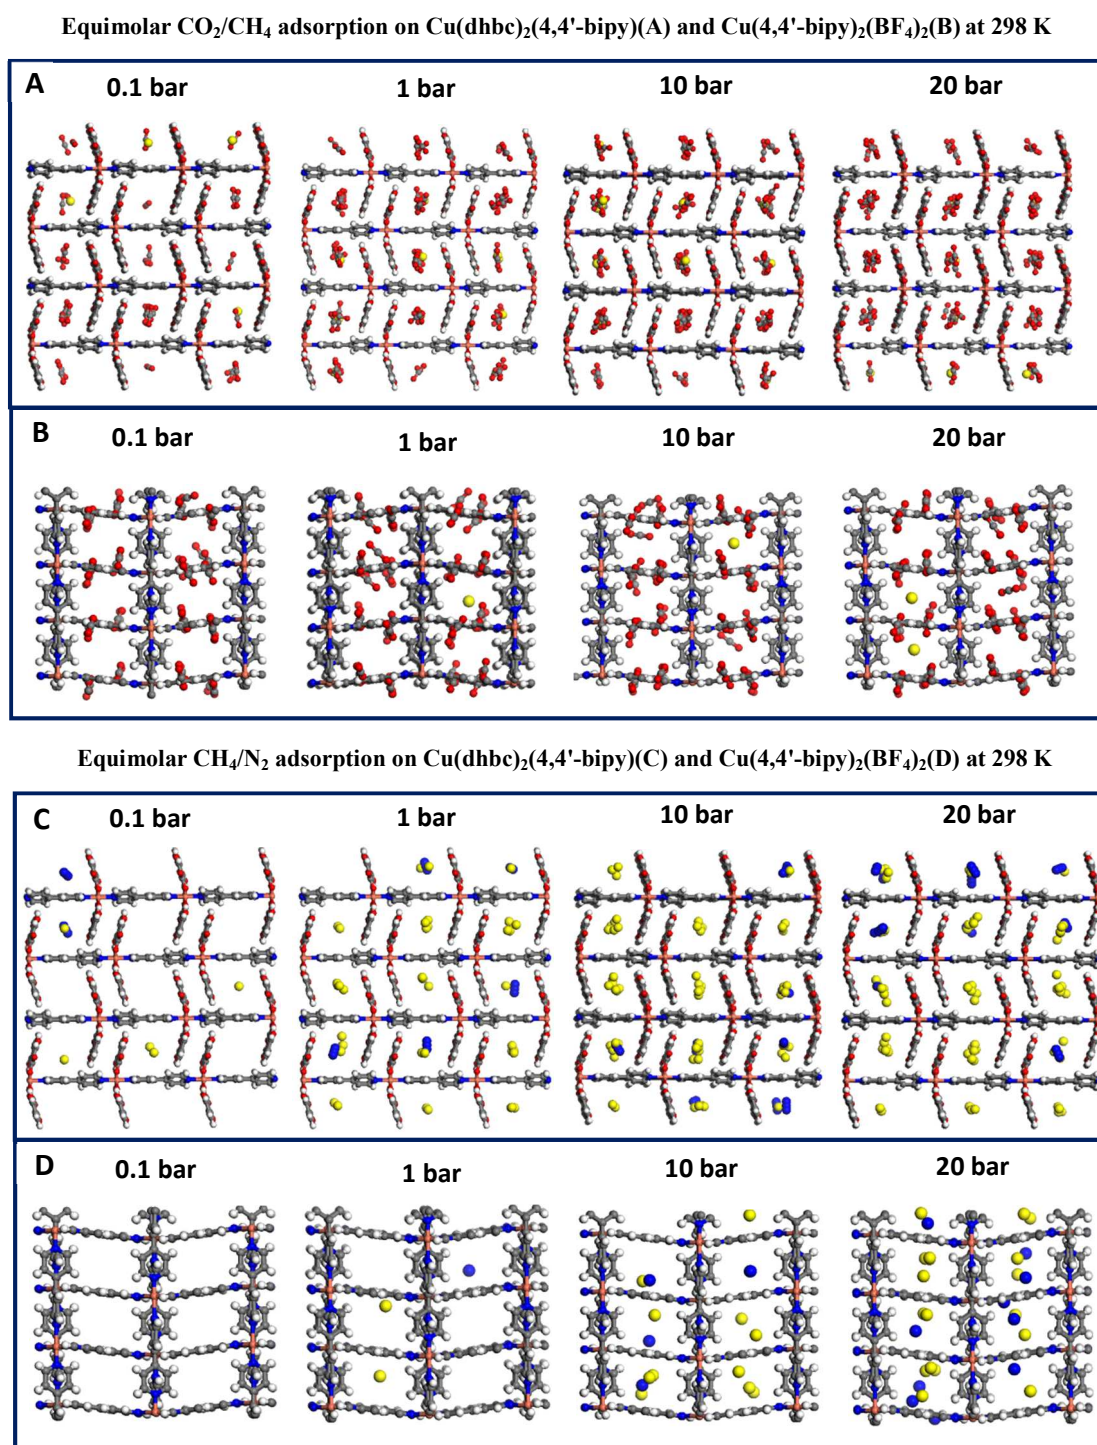 Equimolar CO₂/CH₄ adsorption on Cu(dhbc)₂(4,4'-bipy)(A) and Cu(4,4'-bipy)₂(BF₄)₂(B) at 298 K
A
0.1 bar 1 bar 10 bar 20 bar
B
0.1 bar 1 bar 10 bar 20 bar
Equimolar CH₄/N₂ adsorption on Cu(dhbc)₂(4,4'-bipy)(C) and Cu(4,4'-bipy)₂(BF₄)₂(D) at 298 K
C
0.1 bar 1 bar 10 bar 20 bar
D
0.1 bar 1 bar 10 bar 20 bar